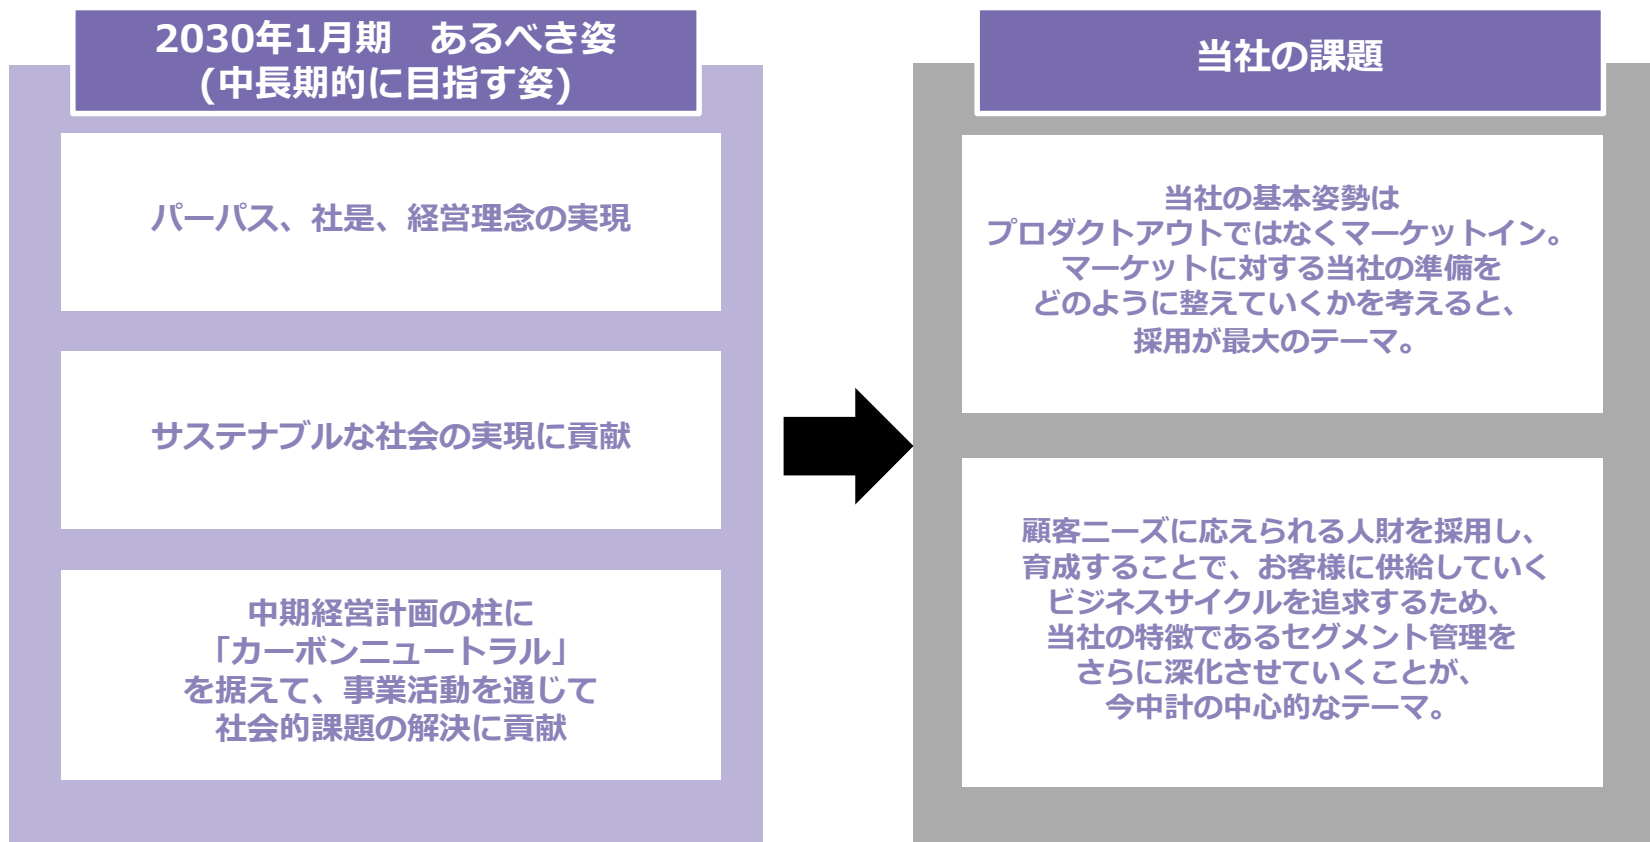 2030年1月期　あるべき姿
(中長期的に目指す姿)
パーパス、社是、経営理念の実現
サステナブルな社会の実現に貢献
中期経営計画の柱に
「カーボンニュートラル」
を据えて、事業活動を通じて
社会的課題の解決に貢献
当社の課題
当社の基本姿勢は
プロダクトアウトではなくマーケットイン。
マーケットに対する当社の準備を
どのように整えていくかを考えると、
採用が最大のテーマ。
顧客ニーズに応えられる人財を採用し、
育成することで、お客様に供給していく
ビジネスサイクルを追求するため、
当社の特徴であるセグメント管理を
さらに深化させていくことが、
今中計の中心的なテーマ。